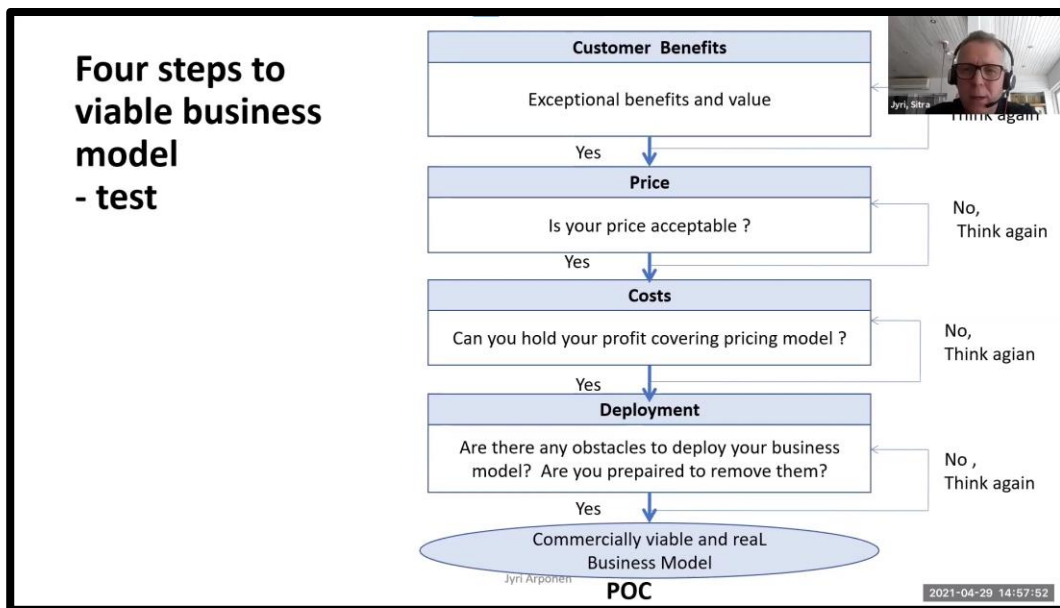 Four steps to
viable business
model
- test
Customer Benefits
Exceptional benefits and value
Jyri, Sitra
Think again
Yes
Price
Is your price acceptable ?
No,
Think again
Yes
Costs
Can you hold your profit covering pricing model ?
No,
Think agian
Yes
Deployment
Are there any obstacles to deploy your business
model? Are you prepaired to remove them?
No ,
Think again
Yes
Commercially viable and reaL
Business Model
Jyri Arponen
POC
2021-04-29 14:57:52